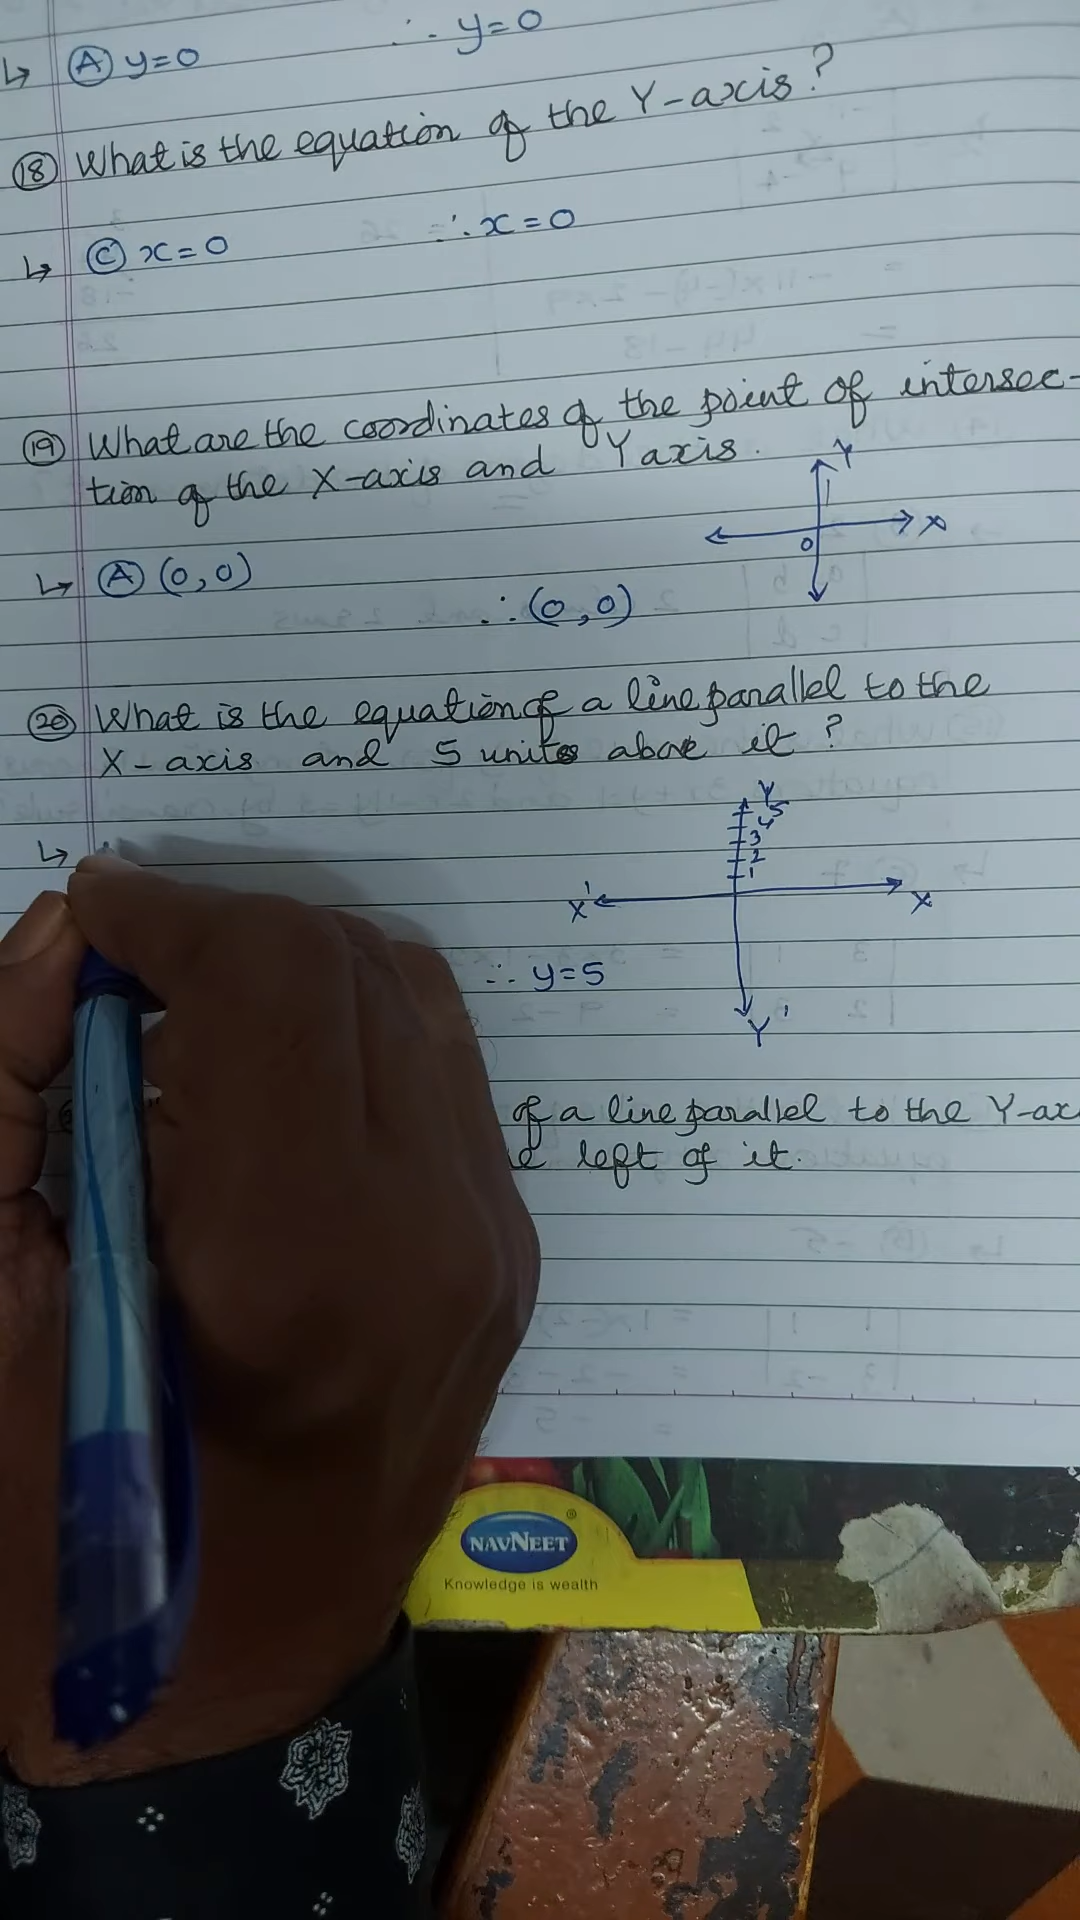 ↳ Ⓐ y=0 ∴ y=0
⑱ What is the equation of the Y-axis?
↳ Ⓒ x=0 ∴ x=0
⑲ What are the coordinates of the point of intersec-
tion of the X-axis and Y axis.
Y
X
0
↳ Ⓐ (0,0) ∴ (0,0)
⑳ What is the equation of a line parallel to the
X-axis and 5 units above it?
↳
Y
5
4
3
2
1
X' X
∴ y=5
Y'
of a line parallel to the Y-ax
left of it.
NAVNEET
®
Knowledge is wealth